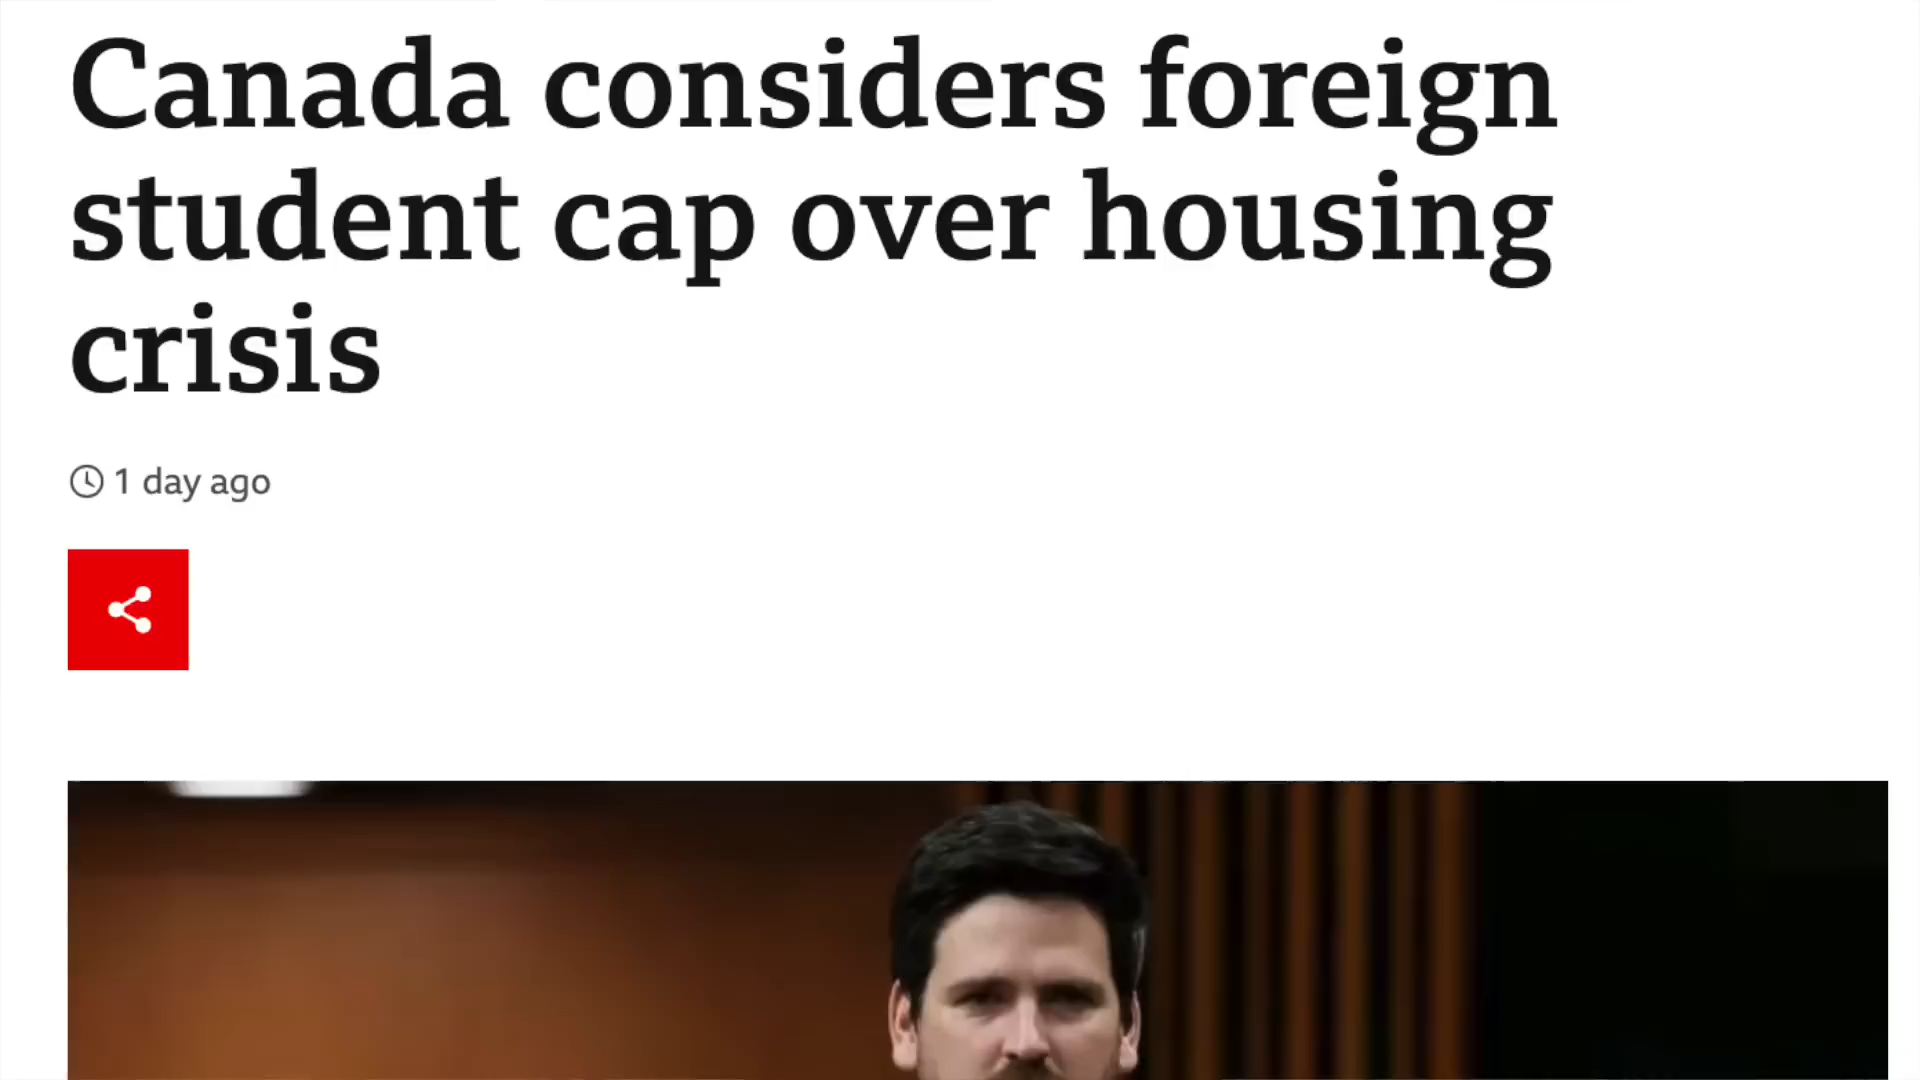 Canada considers foreign
student cap over housing
crisis
1 day ago